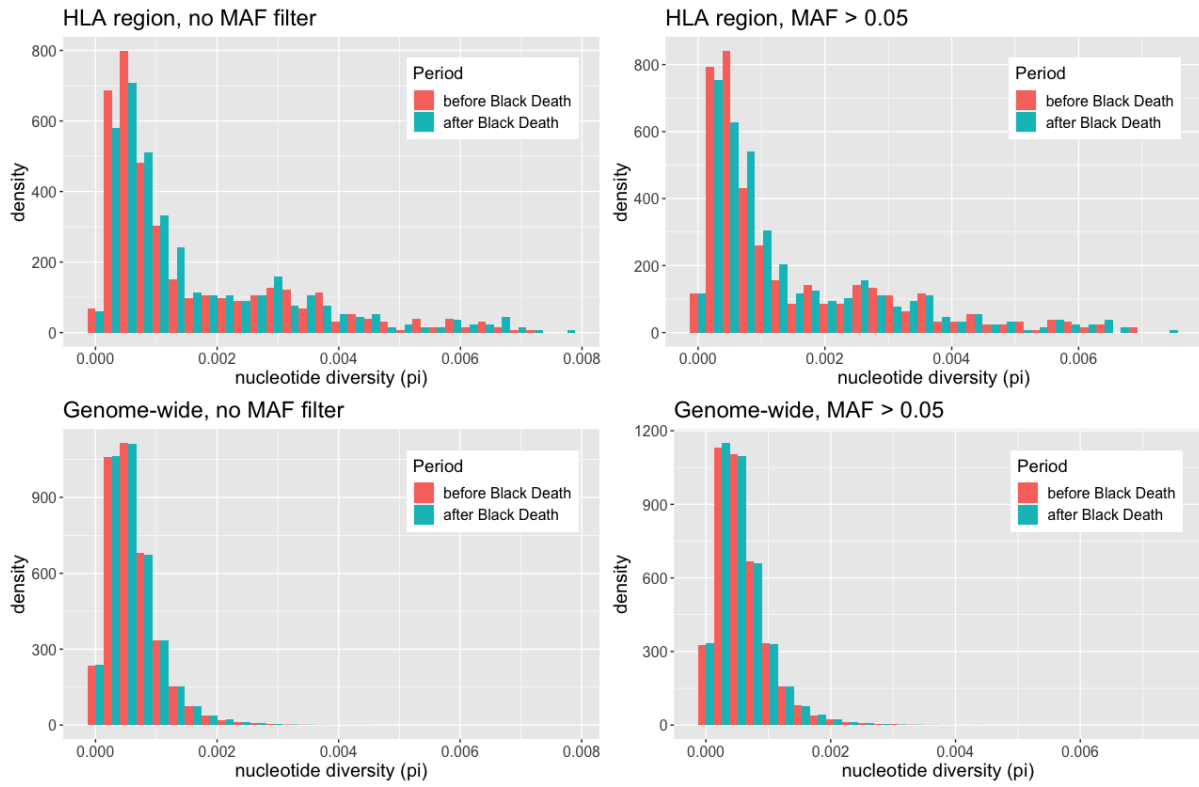 HLA region, no MAF filter
800
600
400
200
0
density
Period
before Black Death
after Black Death
0.000 0.002 0.004 0.006 0.008
nucleotide diversity (pi)
HLA region, MAF > 0.05
800
600
400
200
0
density
Period
before Black Death
after Black Death
0.000 0.002 0.004 0.006
nucleotide diversity (pi)
Genome-wide, no MAF filter
900
600
300
0
density
Period
before Black Death
after Black Death
0.000 0.002 0.004 0.006 0.008
nucleotide diversity (pi)
Genome-wide, MAF > 0.05
1200
900
600
300
0
density
Period
before Black Death
after Black Death
0.000 0.002 0.004 0.006
nucleotide diversity (pi)